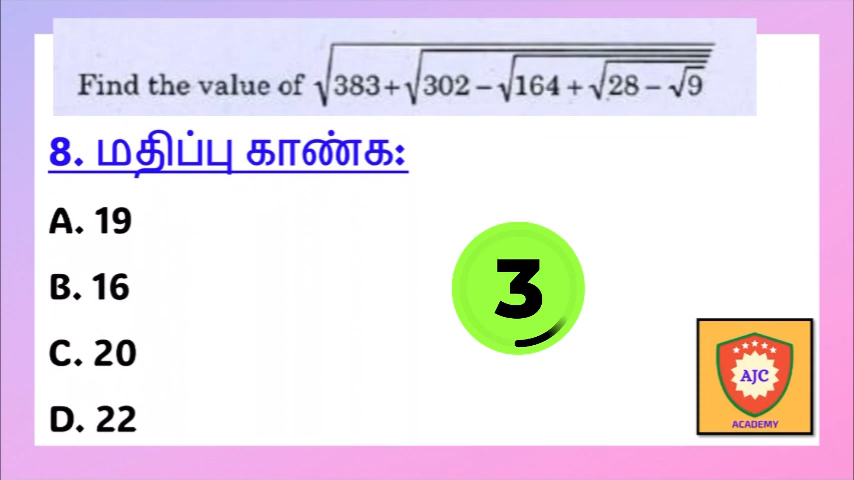 Find the value of √383+√302−√164+√28−√9
8. மதிப்பு காண்க:
A. 19
B. 16
C. 20
D. 22
3
AJC
ACADEMY